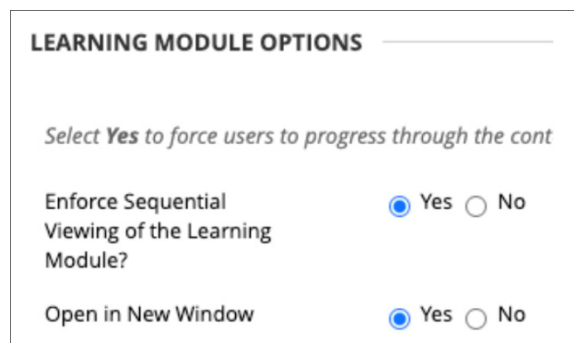 LEARNING MODULE OPTIONS
Select Yes to force users to progress through the cont
Enforce Sequential Yes No
Viewing of the Learning
Module?
Open in New Window Yes No